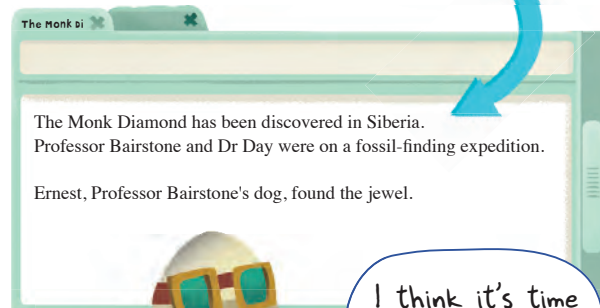 The Monk Di
The Monk Diamond has been discovered in Siberia.
Professor Bairstone and Dr Day were on a fossil-finding expedition.
Ernest, Professor Bairstone's dog, found the jewel.
I think it's time